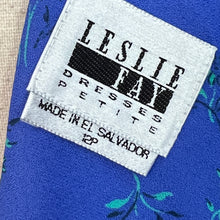 LESLIE
FAY
DRESSES
PETITE
MADE IN EL SALVADOR
12P